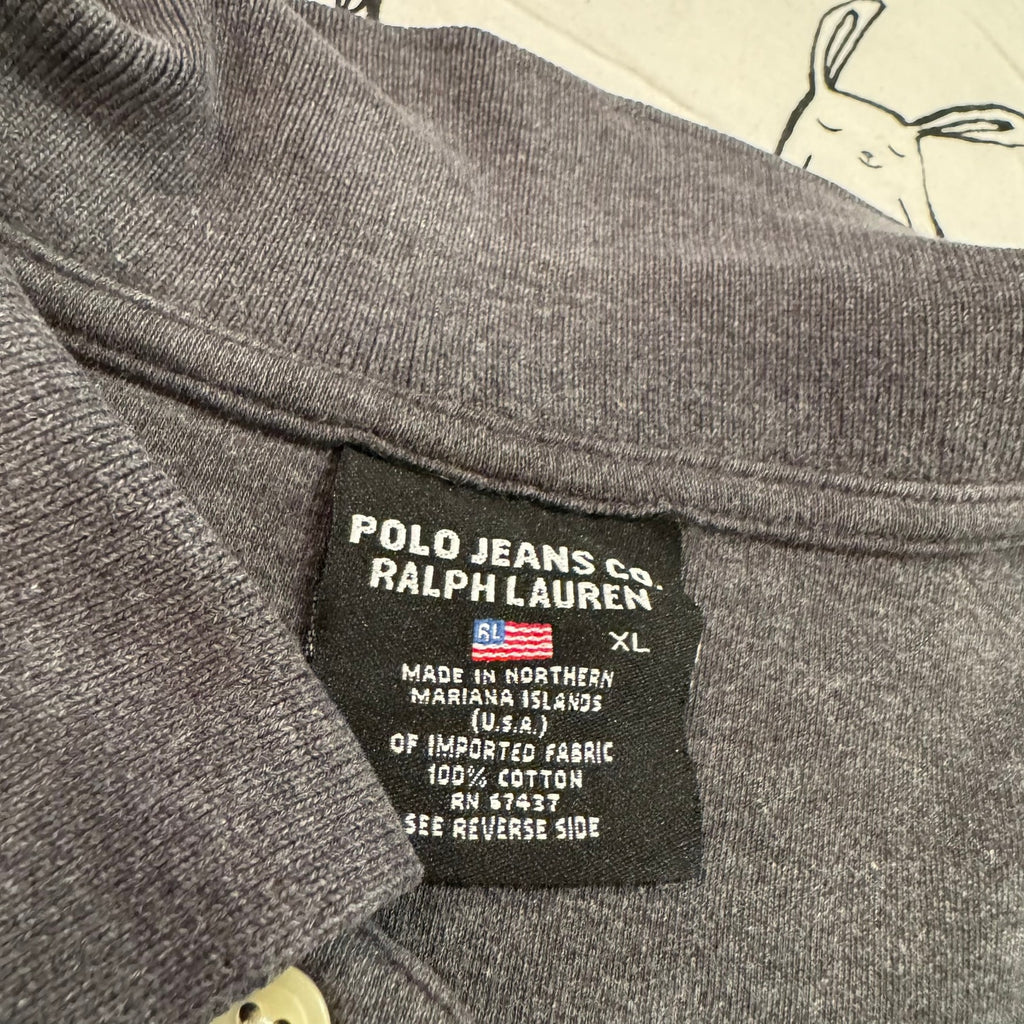 POLO JEANS Co.
RALPH LAUREN
RL XL
MADE IN NORTHERN
MARIANA ISLANDS
(U.S.A.)
OF IMPORTED FABRIC
100% COTTON
RN 67437
SEE REVERSE SIDE